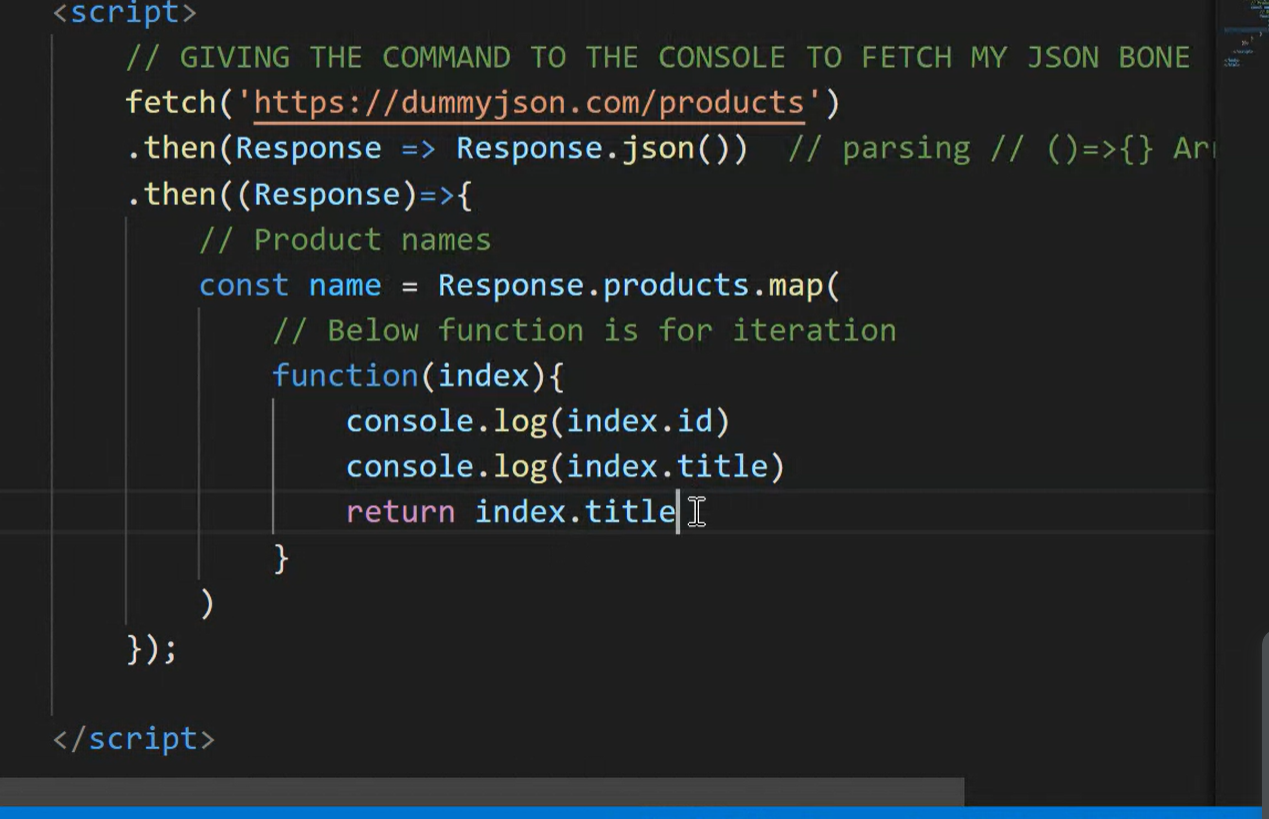 <script>
// GIVING THE COMMAND TO THE CONSOLE TO FETCH MY JSON BONE
fetch('https://dummyjson.com/products')
.then(Response => Response.json())  // parsing // ()=>{}
.then((Response)=>{
// Product names
const name = Response.products.map(
// Below function is for iteration
function(index){
console.log(index.id)
console.log(index.title)
return index.title
}
)
});
</script>